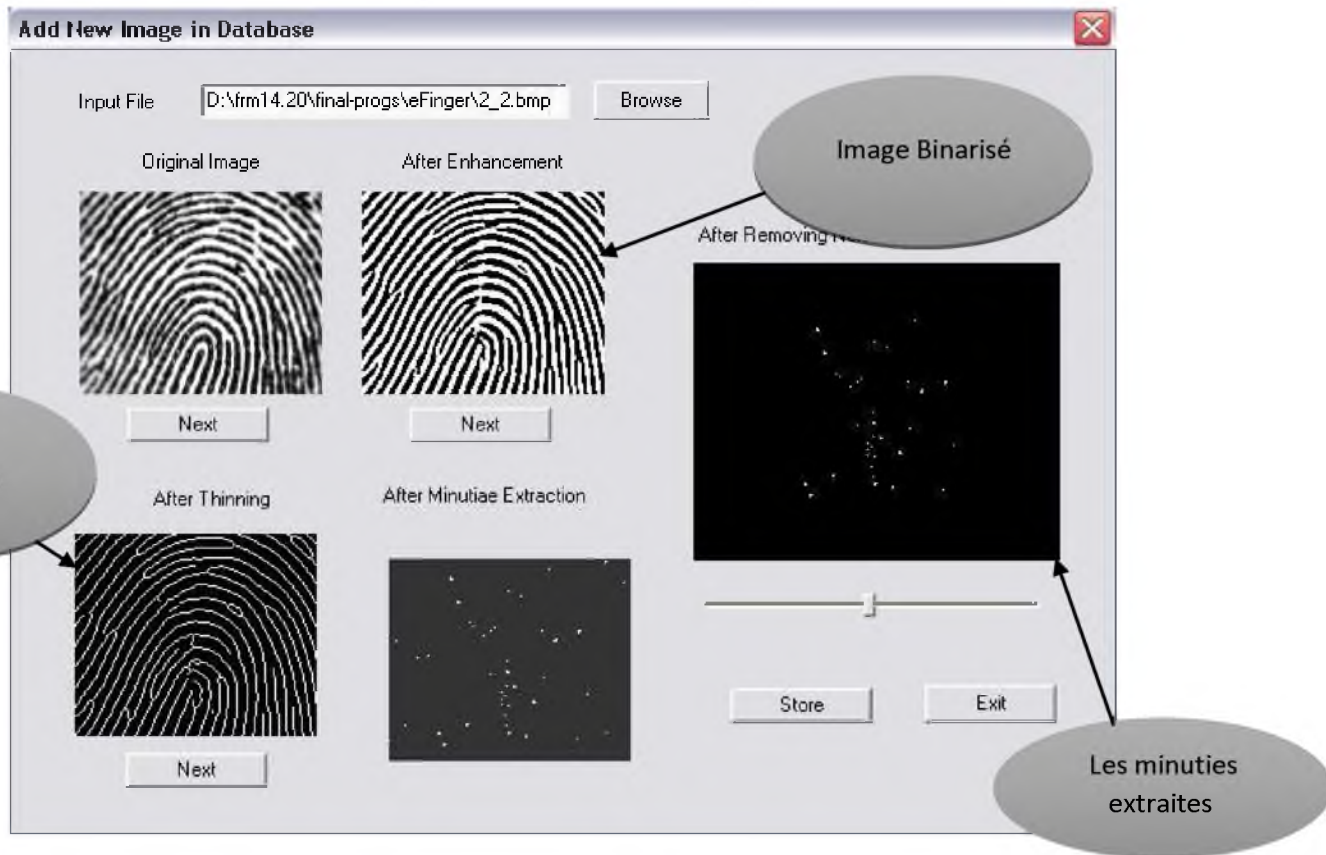 Add New Image in Database
Input File D:\frm14.20\final-progs\eFinger\2_2.bmp Browse
Image Binarisé
Original Image After Enhancement
After Removing
Next Next
After Thinning After Minutiae Extraction
Next
Store Exit
Les minuties
extraites